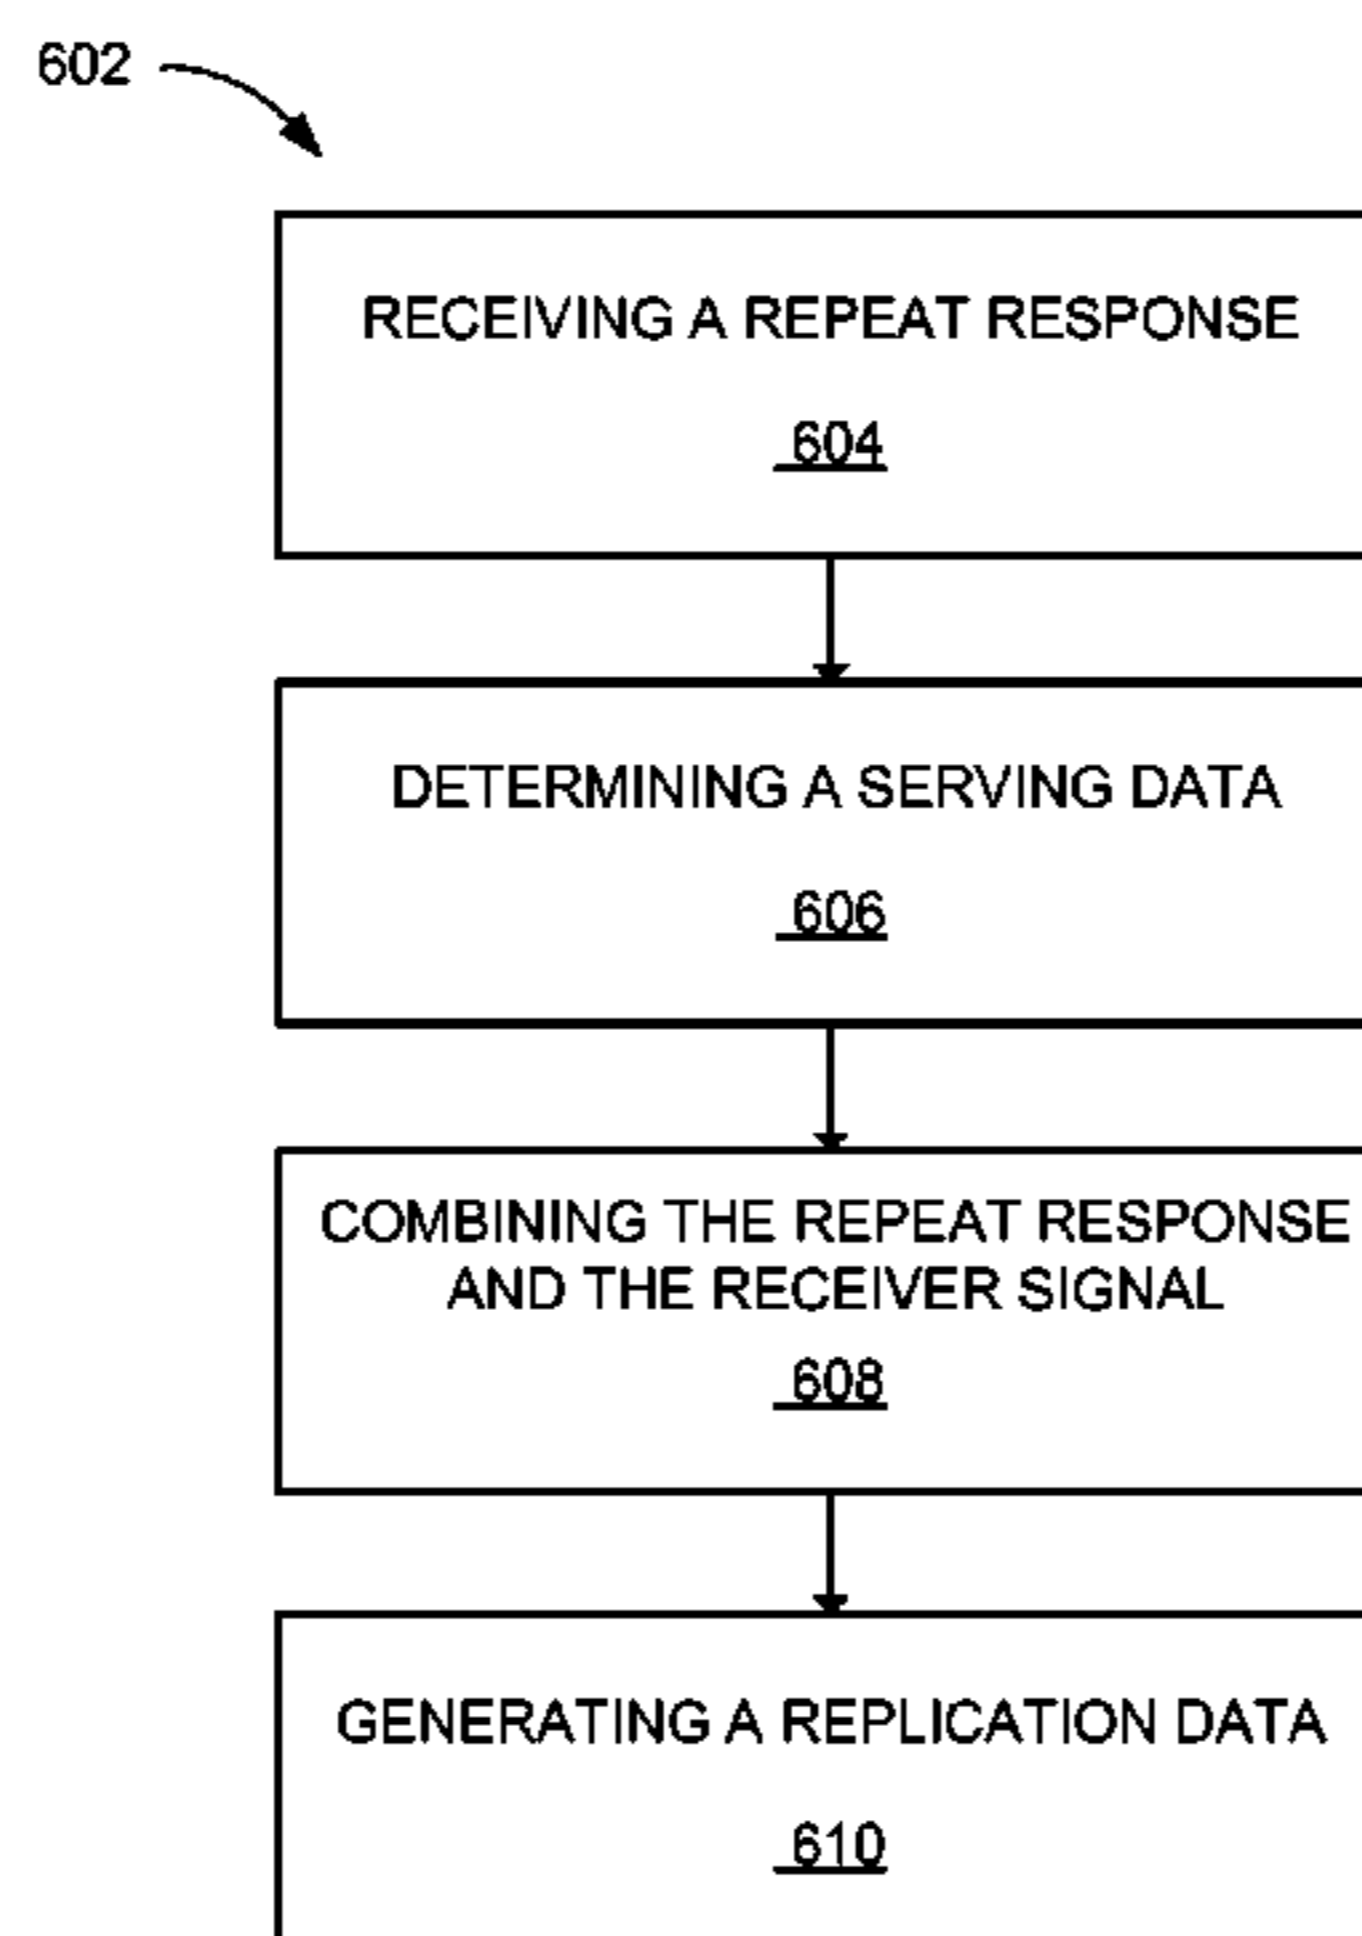 602
RECEIVING A REPEAT RESPONSE
604
DETERMINING A SERVING DATA
606
COMBINING THE REPEAT RESPONSE
AND THE RECEIVER SIGNAL
608
GENERATING A REPLICATION DATA
610